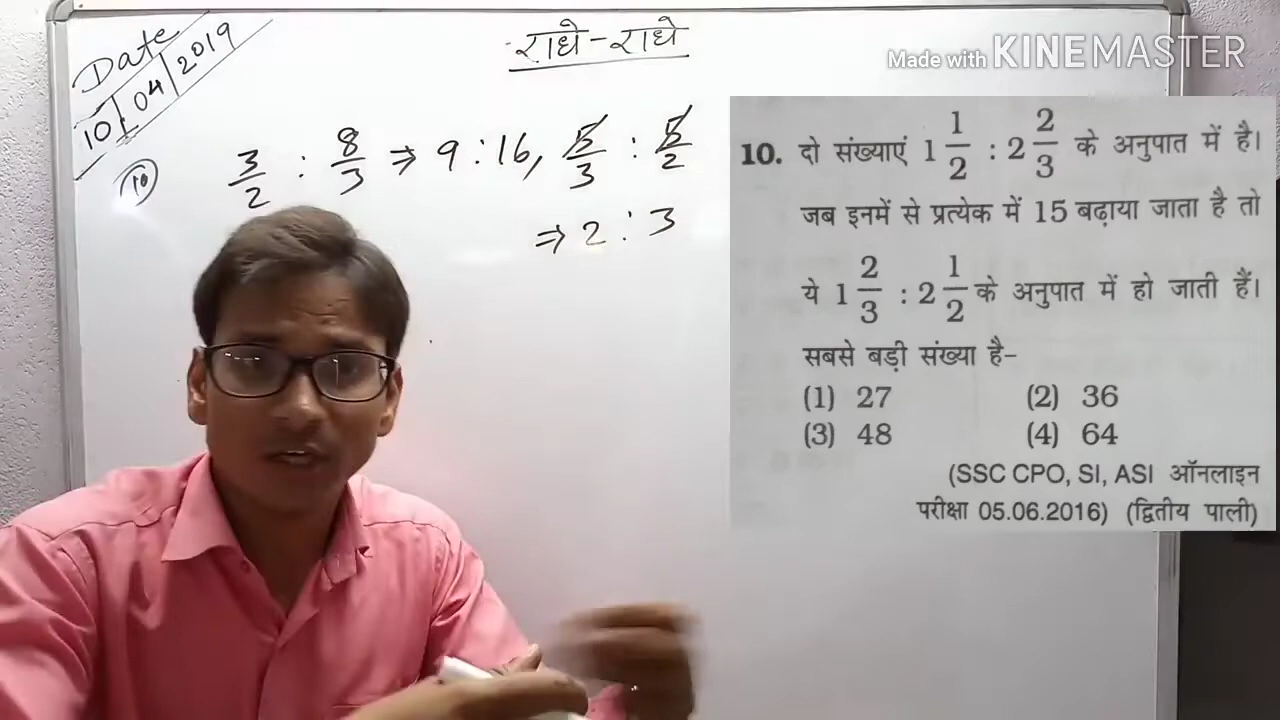 Date
10/04/2019
राधे-राधे
Made with KINEMASTER
(10) 3/2 : 8/3 ⇒ 9:16, 5/3 : 5/2
⇒ 2:3
10. दो संख्याएं 1 1/2 : 2 2/3 के अनुपात में है।
जब इनमें से प्रत्येक में 15 बढ़ाया जाता है तो
ये 1 2/3 : 2 1/2 के अनुपात में हो जाती हैं।
सबसे बड़ी संख्या है–
(1) 27 (2) 36
(3) 48 (4) 64
(SSC CPO, SI, ASI ऑनलाइन
परीक्षा 05.06.2016) (द्वितीय पाली)